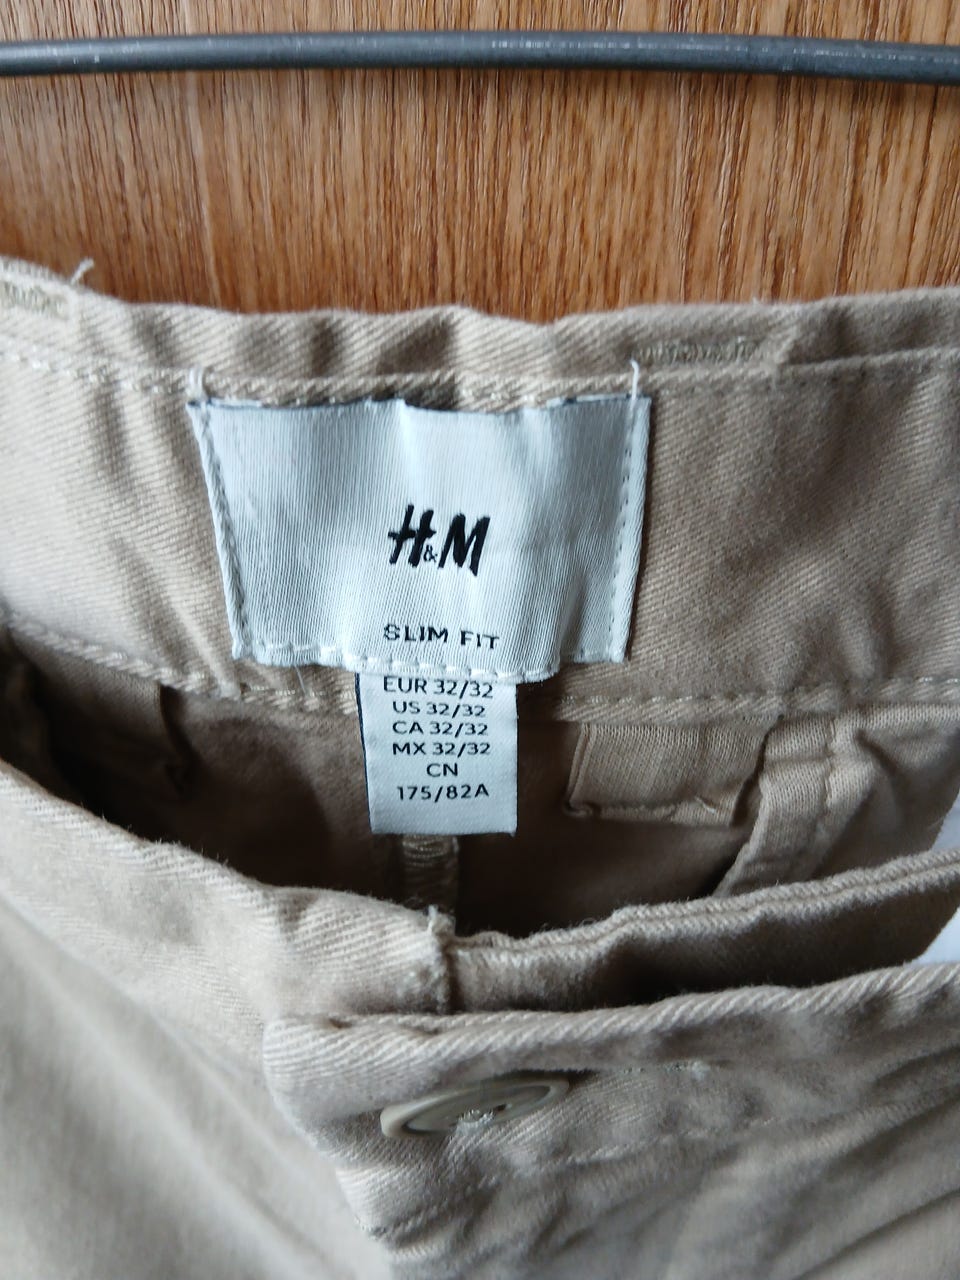 H&M
SLIM FIT
EUR 32/32
US 32/32
CA 32/32
MX 32/32
CN
175/82A